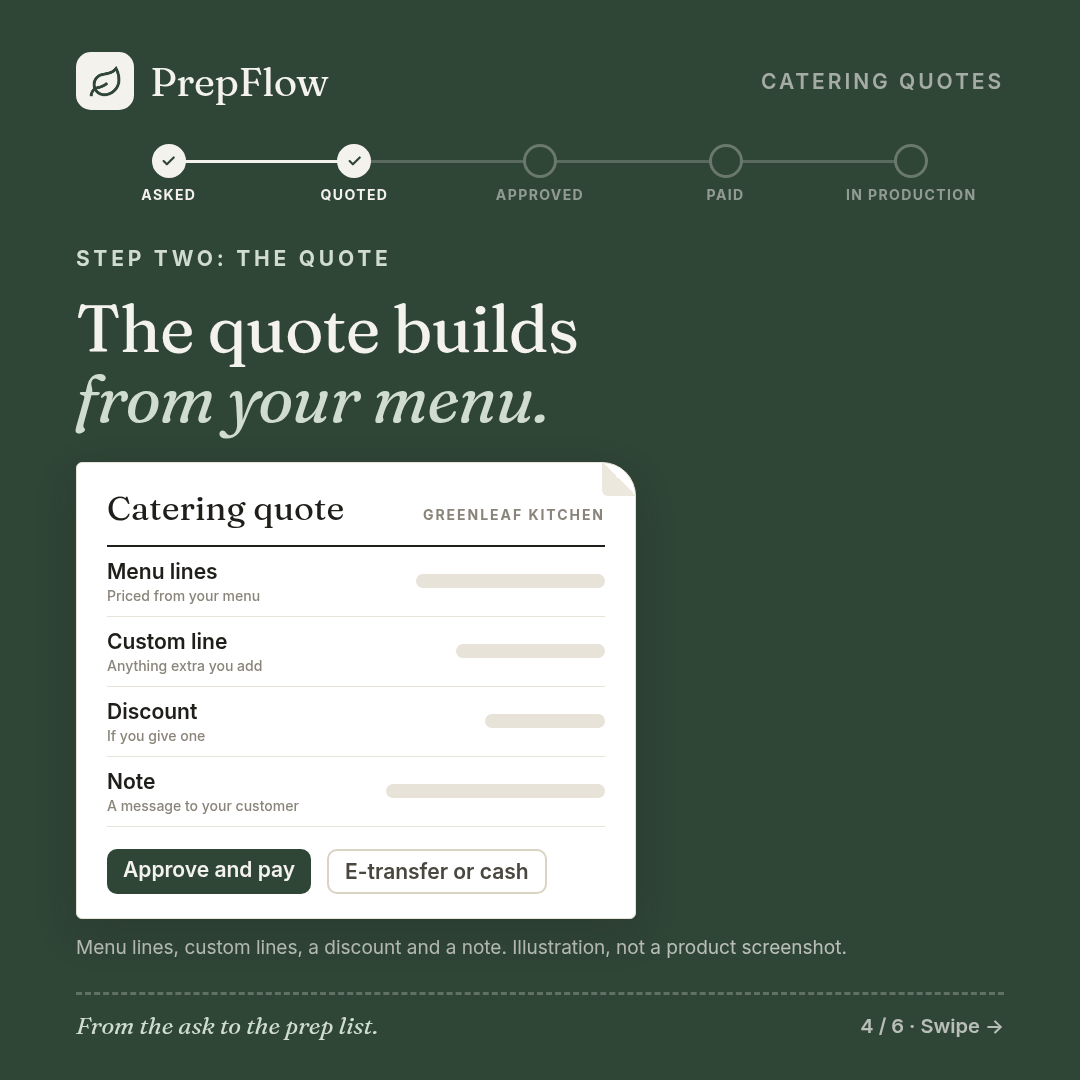 PrepFlow
CATERING QUOTES
ASKED
QUOTED
APPROVED
PAID
IN PRODUCTION
STEP TWO: THE QUOTE
The quote builds
from your menu.
Catering quote
GREENLEAF KITCHEN
Menu lines
Priced from your menu
Custom line
Anything extra you add
Discount
If you give one
Note
A message to your customer
Approve and pay
E-transfer or cash
Menu lines, custom lines, a discount and a note. Illustration, not a product screenshot.
From the ask to the prep list.
4 / 6 · Swipe →